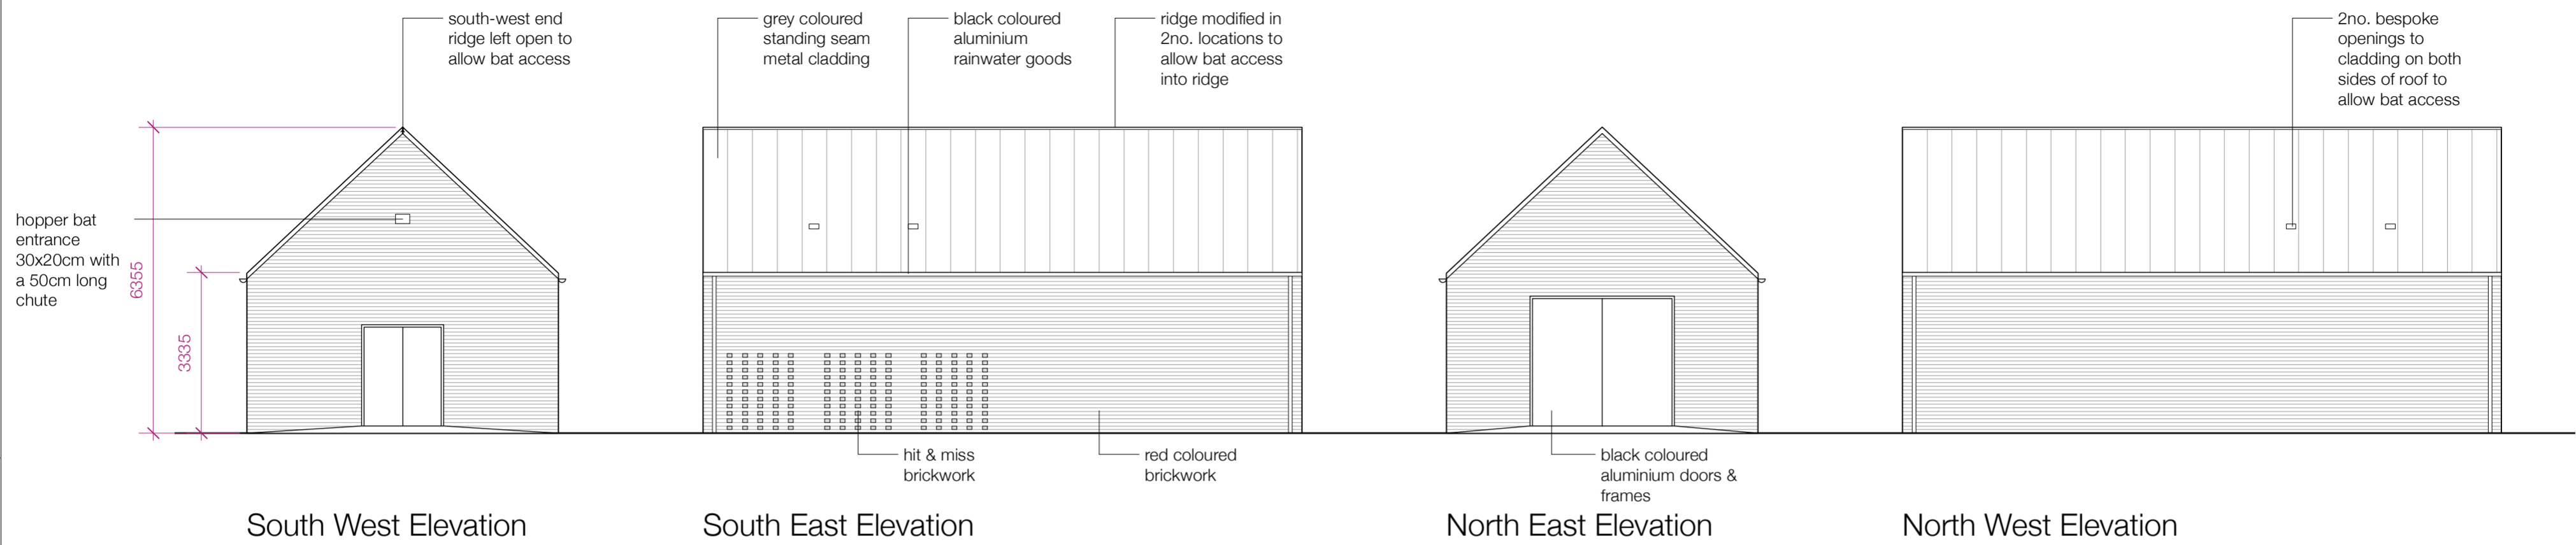 south-west end
ridge left open to
allow bat access
grey coloured
standing seam
metal cladding
black coloured
aluminium
rainwater goods
ridge modified in
2no. locations to
allow bat access
into ridge
2no. bespoke
openings to
cladding on both
sides of roof to
allow bat access
hopper bat
entrance
30x20cm with
a 50cm long
chute
6355
3335
hit & miss
brickwork
red coloured
brickwork
black coloured
aluminium doors &
frames
South West Elevation
South East Elevation
North East Elevation
North West Elevation